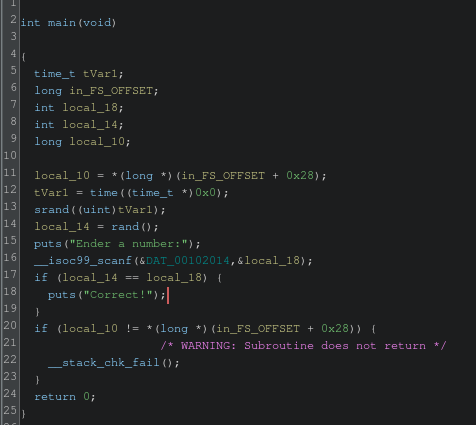 1
2 int main(void)
3
4 {
5 time_t tVar1;
6 long in_FS_OFFSET;
7 int local_18;
8 int local_14;
9 long local_10;
10
11 local_10 = *(long *)(in_FS_OFFSET + 0x28);
12 tVar1 = time((time_t *)0x0);
13 srand((uint)tVar1);
14 local_14 = rand();
15 puts("Ender a number:");
16 __isoc99_scanf(&DAT_00102014,&local_18);
17 if (local_14 == local_18) {
18 puts("Correct!");
19 }
20 if (local_10 != *(long *)(in_FS_OFFSET + 0x28)) {
21 /* WARNING: Subroutine does not return */
22 __stack_chk_fail();
23 }
24 return 0;
25 }